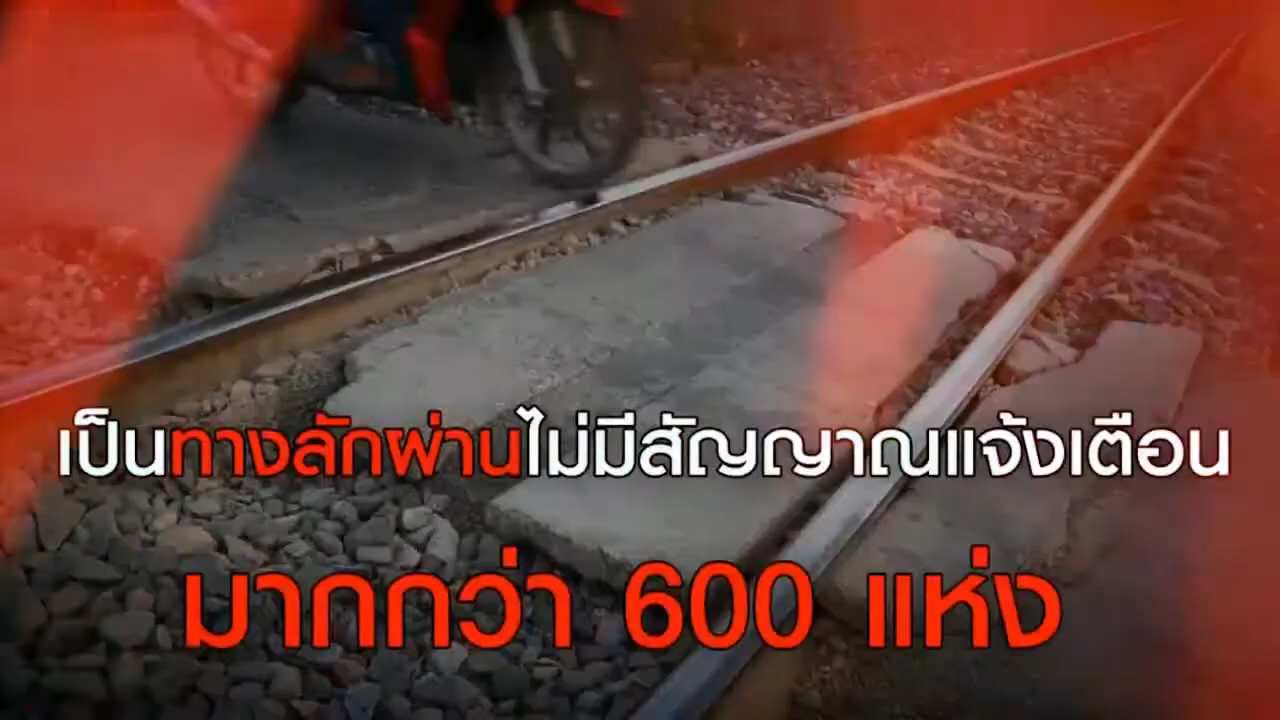 เป็นทางลักผ่านไม่มีสัญญาณแจ้งเตือน
มากกว่า 600 แห่ง